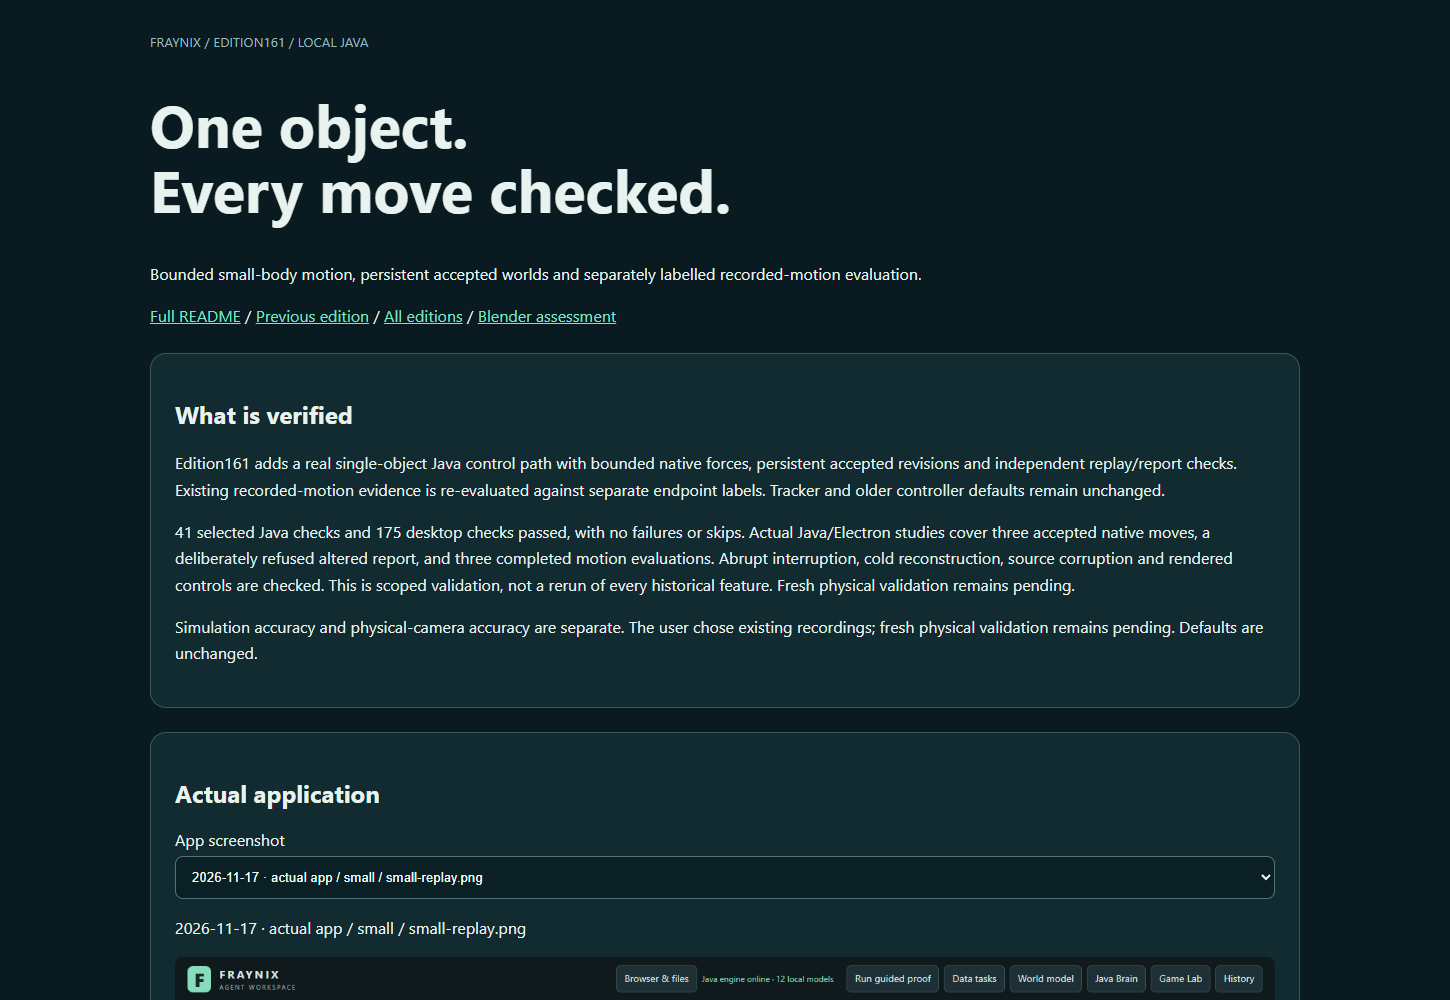 FRAYNIX / EDITION161 / LOCAL JAVA
One object.
Every move checked.
Bounded small-body motion, persistent accepted worlds and separately labelled recorded-motion evaluation.
Full README / Previous edition / All editions / Blender assessment
What is verified
Edition161 adds a real single-object Java control path with bounded native forces, persistent accepted revisions and independent replay/report checks.
Existing recorded-motion evidence is re-evaluated against separate endpoint labels. Tracker and older controller defaults remain unchanged.
41 selected Java checks and 175 desktop checks passed, with no failures or skips. Actual Java/Electron studies cover three accepted native moves, a
deliberately refused altered report, and three completed motion evaluations. Abrupt interruption, cold reconstruction, source corruption and rendered
controls are checked. This is scoped validation, not a rerun of every historical feature. Fresh physical validation remains pending.
Simulation accuracy and physical-camera accuracy are separate. The user chose existing recordings; fresh physical validation remains pending. Defaults are
unchanged.
Actual application
App screenshot
2026-11-17 · actual app / small / small-replay.png
2026-11-17 · actual app / small / small-replay.png
F FRAYNIX
AGENT WORKSPACE
Browser & files Java engine online · 12 local models Run guided proof Data tasks World model Java Brain Game Lab History